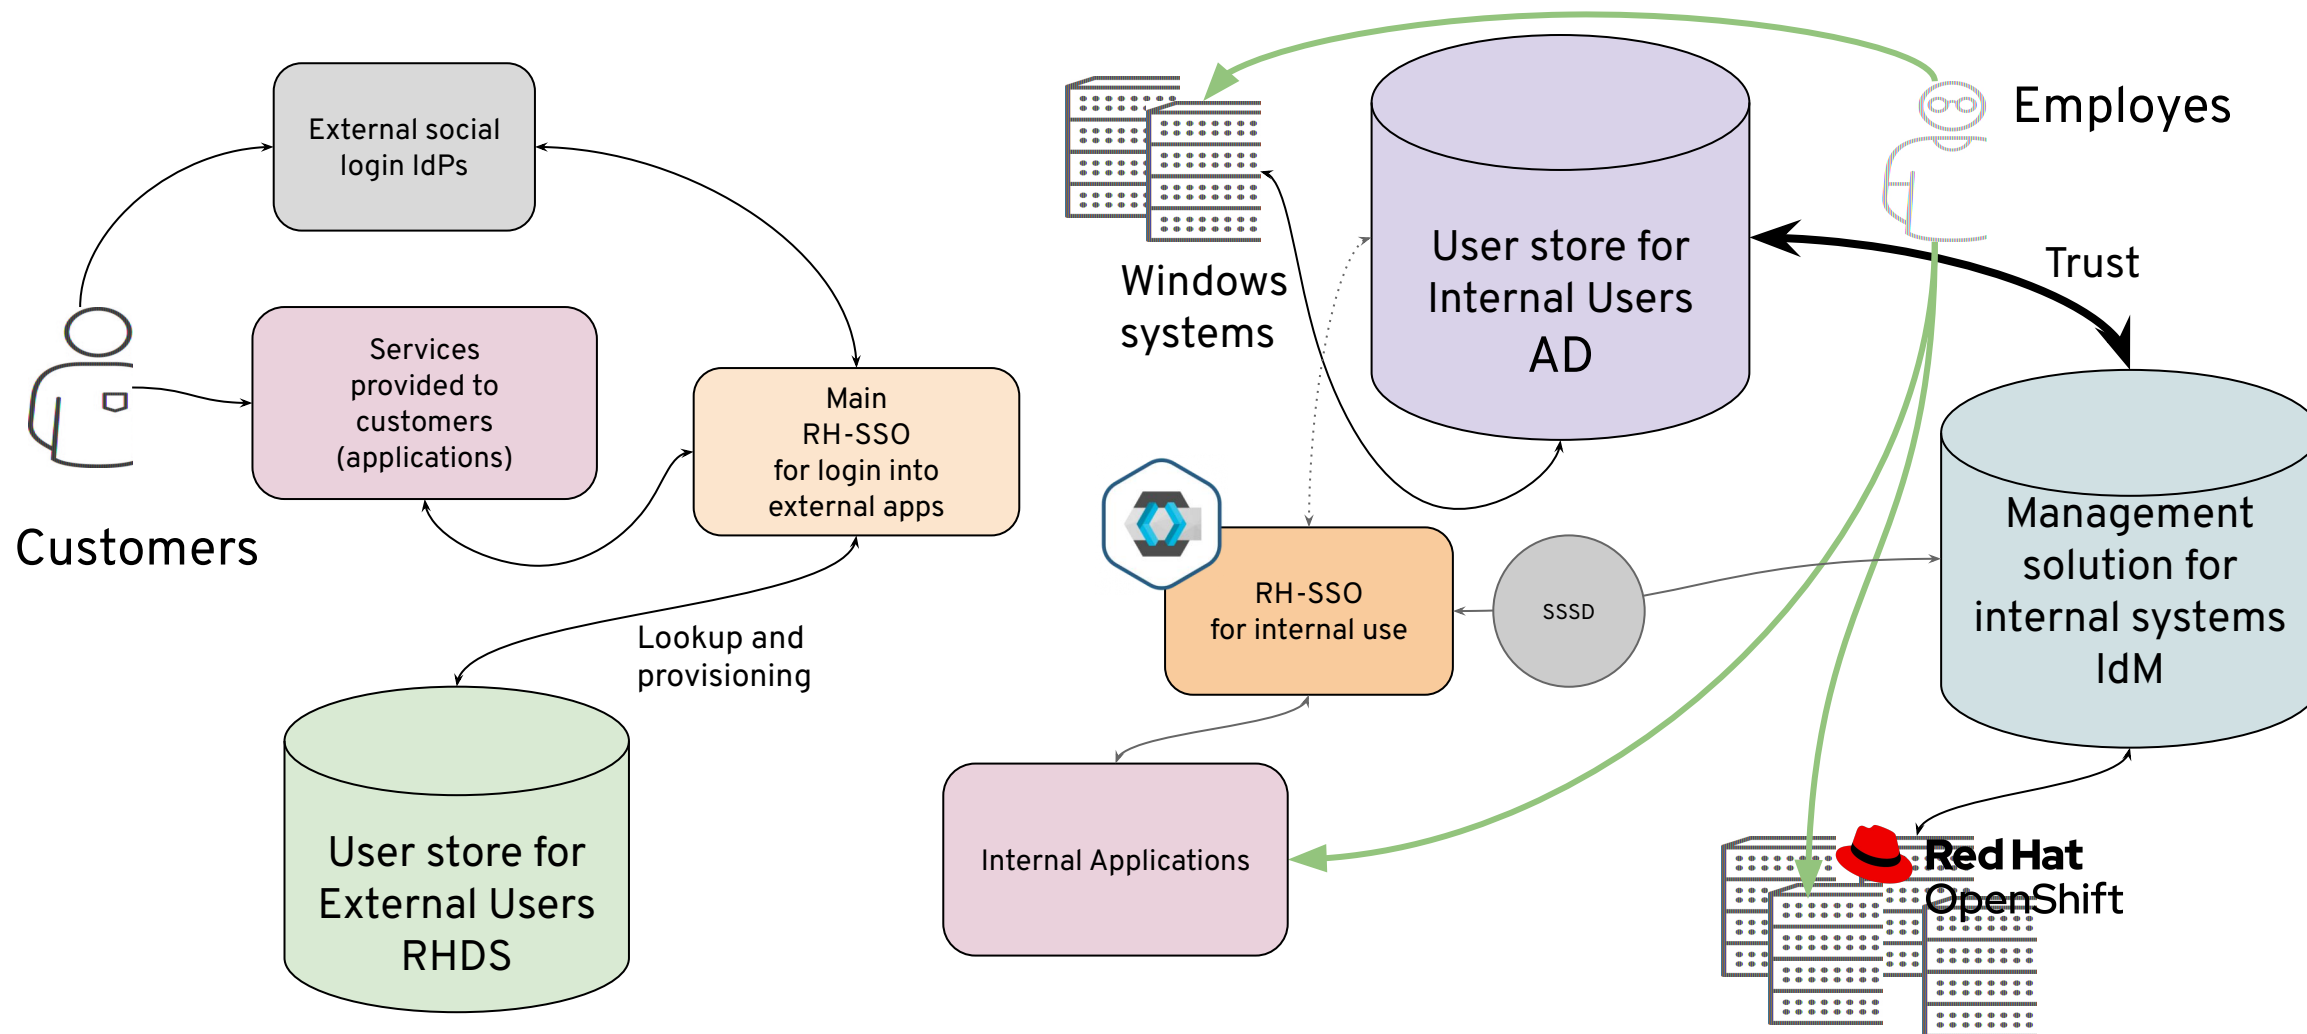 External social
login IdPs
Services
provided to
customers
(applications)
Customers
Main
RH-SSO
for login into
external apps
Lookup and
provisioning
User store for
External Users
RHDS
Windows
systems
User store for
Internal Users
AD
Employes
Trust
RH-SSO
for internal use
SSSD
Management
solution for
internal systems
IdM
Internal Applications
Red Hat
OpenShift